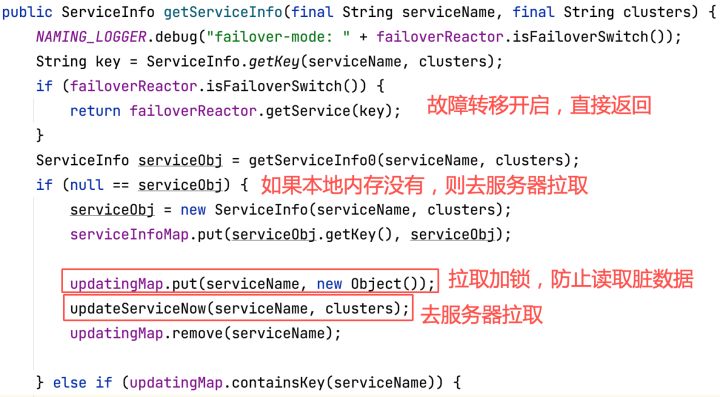 public ServiceInfo getServiceInfo(final String serviceName, final String clusters) {
NAMING_LOGGER.debug("failover-mode: " + failoverReactor.isFailoverSwitch());
String key = ServiceInfo.getKey(serviceName, clusters);
if (failoverReactor.isFailoverSwitch()) {
return failoverReactor.getService(key); 故障转移开启，直接返回
}
ServiceInfo serviceObj = getServiceInfo0(serviceName, clusters);
if (null == serviceObj) { 如果本地内存没有，则去服务器拉取
serviceObj = new ServiceInfo(serviceName, clusters);
serviceInfoMap.put(serviceObj.getKey(), serviceObj);
updatingMap.put(serviceName, new Object()); 拉取加锁，防止读取脏数据
updateServiceNow(serviceName, clusters); 去服务器拉取
updatingMap.remove(serviceName);
} else if (updatingMap.containsKey(serviceName)) {